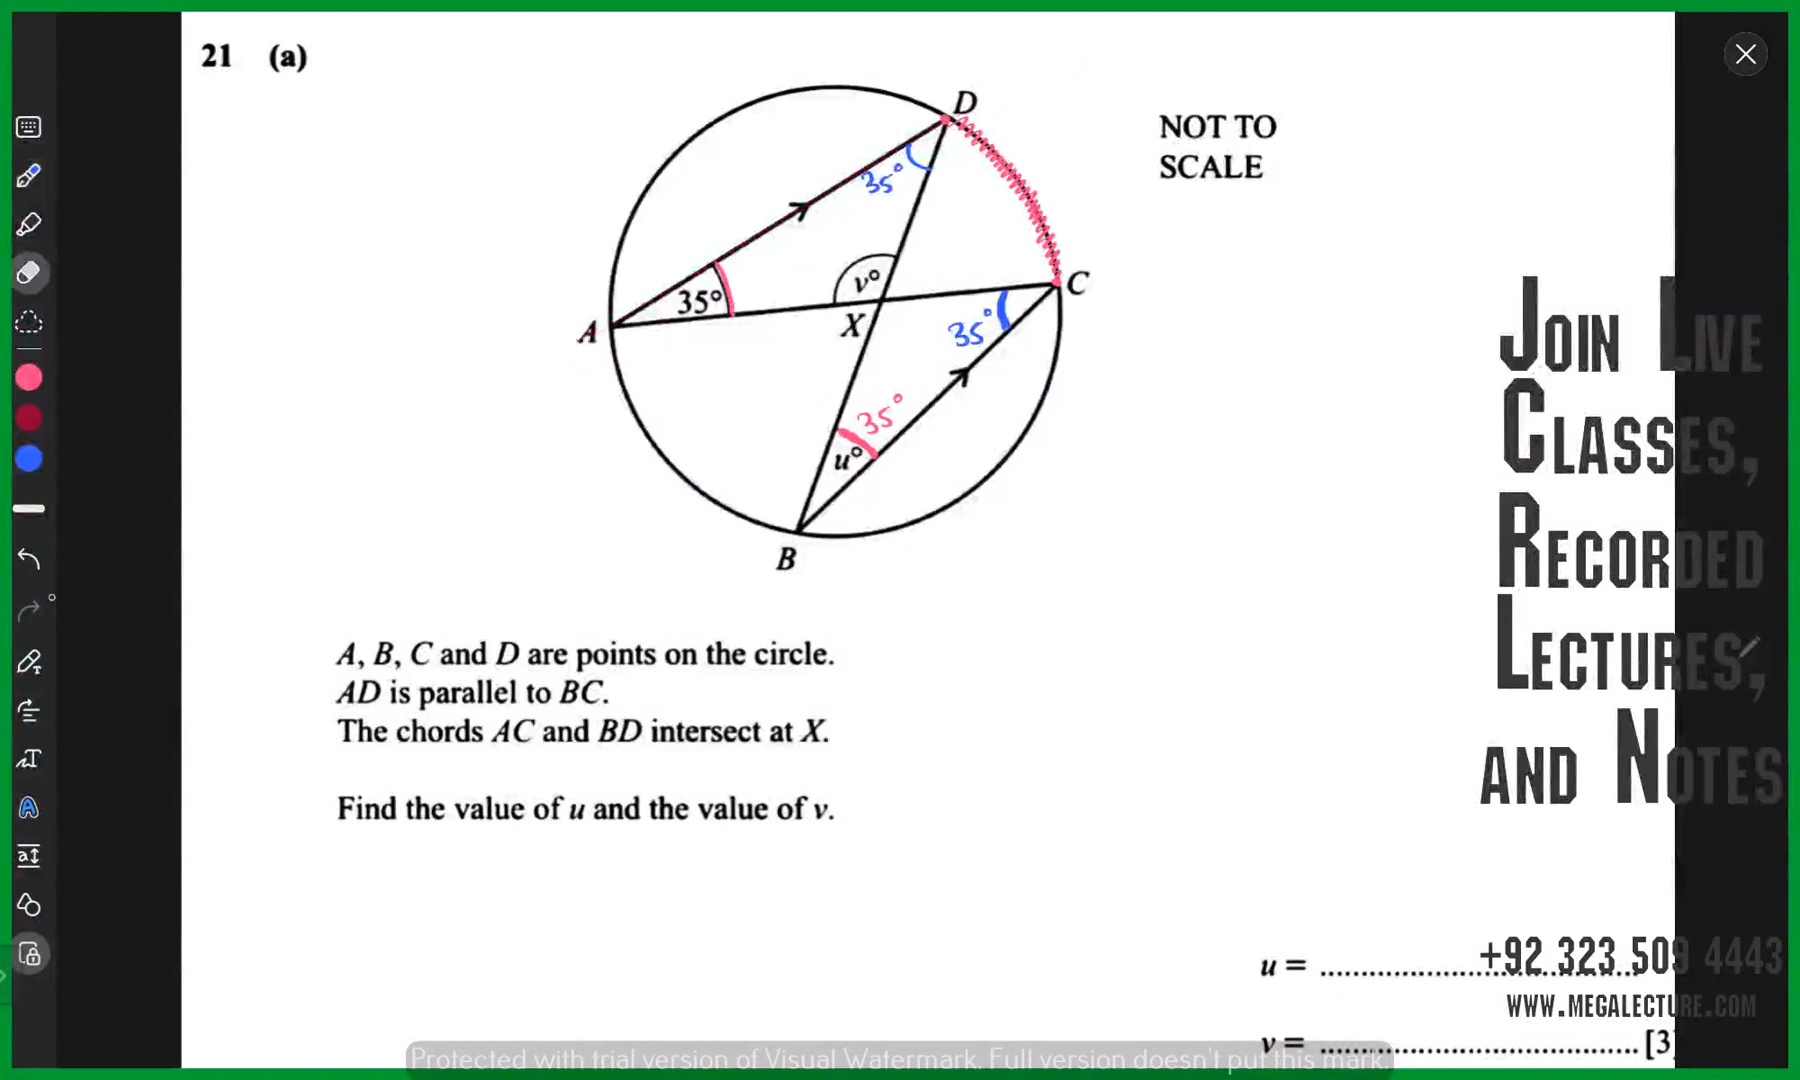 21 (a)
D
NOT TO
SCALE
35°
v°
35°
C
A
X
35°
35°
u°
B
A, B, C and D are points on the circle.
AD is parallel to BC.
The chords AC and BD intersect at X.
Find the value of u and the value of v.
u = ........................................
v = ........................................ [3]
JOIN LIVE
CLASSES,
RECORDED
LECTURES,
AND NOTES
+92 323 509 4443
WWW.MEGALECTURE.COM
Protected with trial version of Visual Watermark. Full version doesn't put this mark.